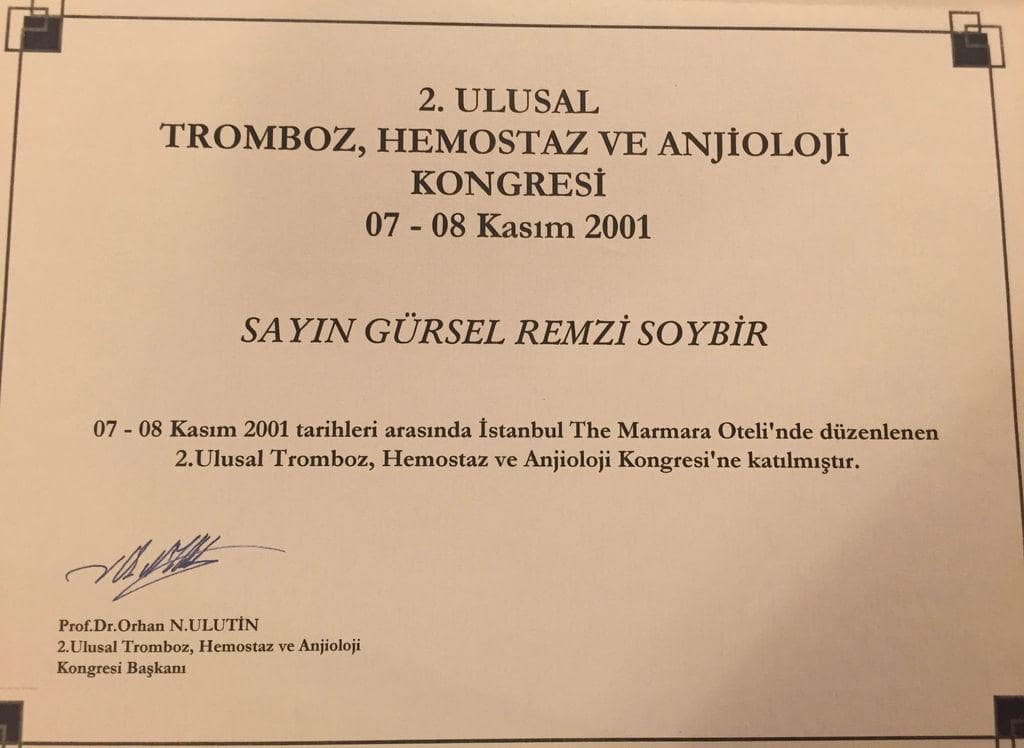 2. ULUSAL
TROMBOZ, HEMOSTAZ VE ANJİOLOJİ
KONGRESİ
07 - 08 Kasım 2001
SAYIN GÜRSEL REMZİ SOYBİR
07 - 08 Kasım 2001 tarihleri arasında İstanbul The Marmara Oteli'nde düzenlenen
2.Ulusal Tromboz, Hemostaz ve Anjioloji Kongresi'ne katılmıştır.
Prof.Dr.Orhan N.ULUTİN
2.Ulusal Tromboz, Hemostaz ve Anjioloji
Kongresi Başkanı